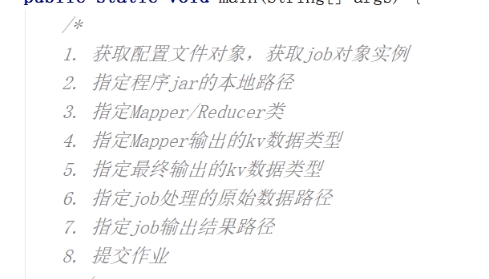 public static void main(String[] args) {
/*
1. 获取配置文件对象，获取job对象实例
2. 指定程序jar的本地路径
3. 指定Mapper/Reducer类
4. 指定Mapper输出的kv数据类型
5. 指定最终输出的kv数据类型
6. 指定job处理的原始数据路径
7. 指定job输出结果路径
8. 提交作业